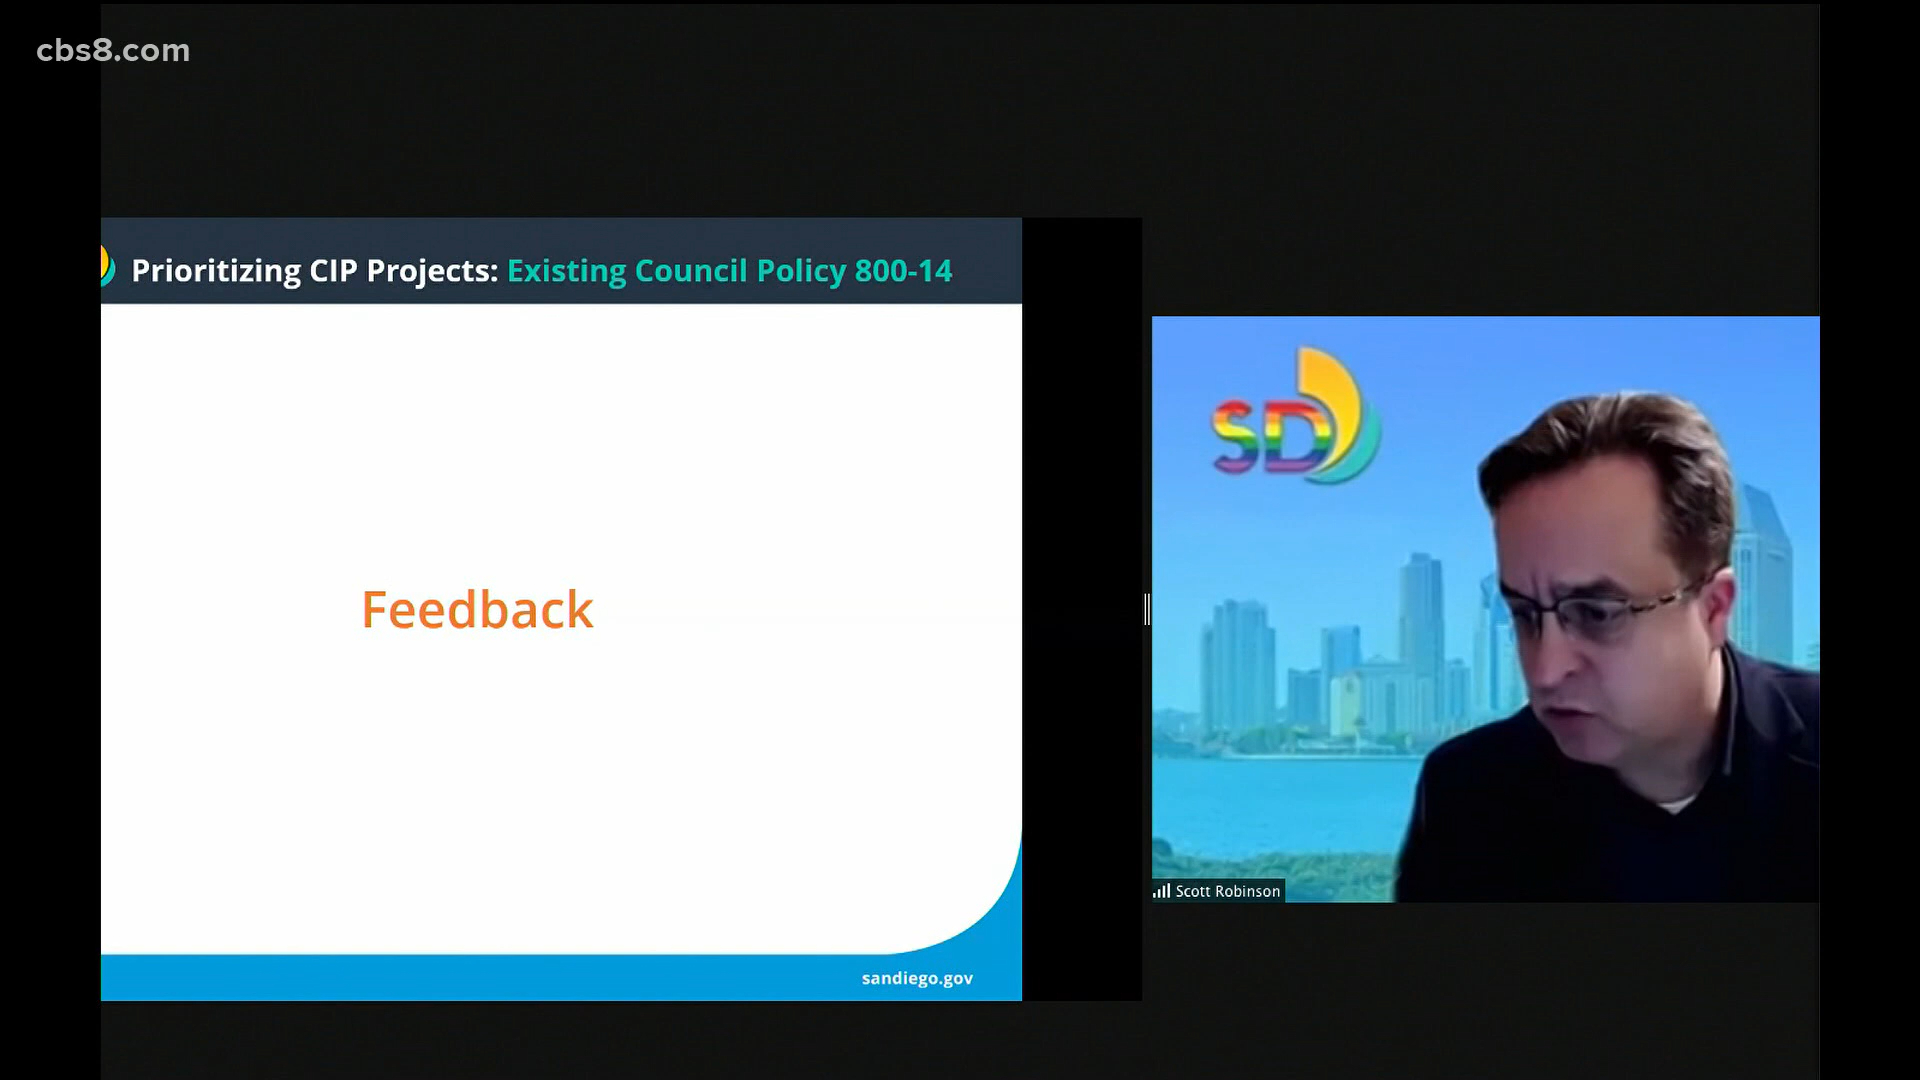 cbs8.com
Prioritizing CIP Projects: Existing Council Policy 800-14
SD
Feedback
Scott Robinson
sandiego.gov